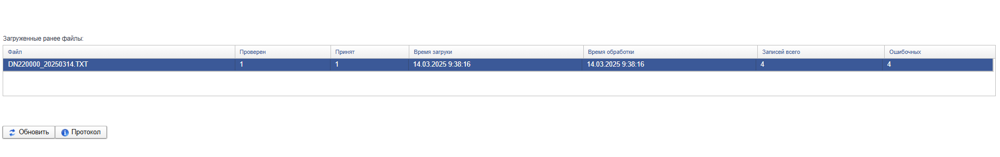 Загруженные ранее файлы:
Файл Проверен Принят Время загруки Время обработки Записей всего Ошибочных
DN220000_20250314.TXT 1 1 14.03.2025 9:38:16 14.03.2025 9:38:16 4 4
Обновить Протокол